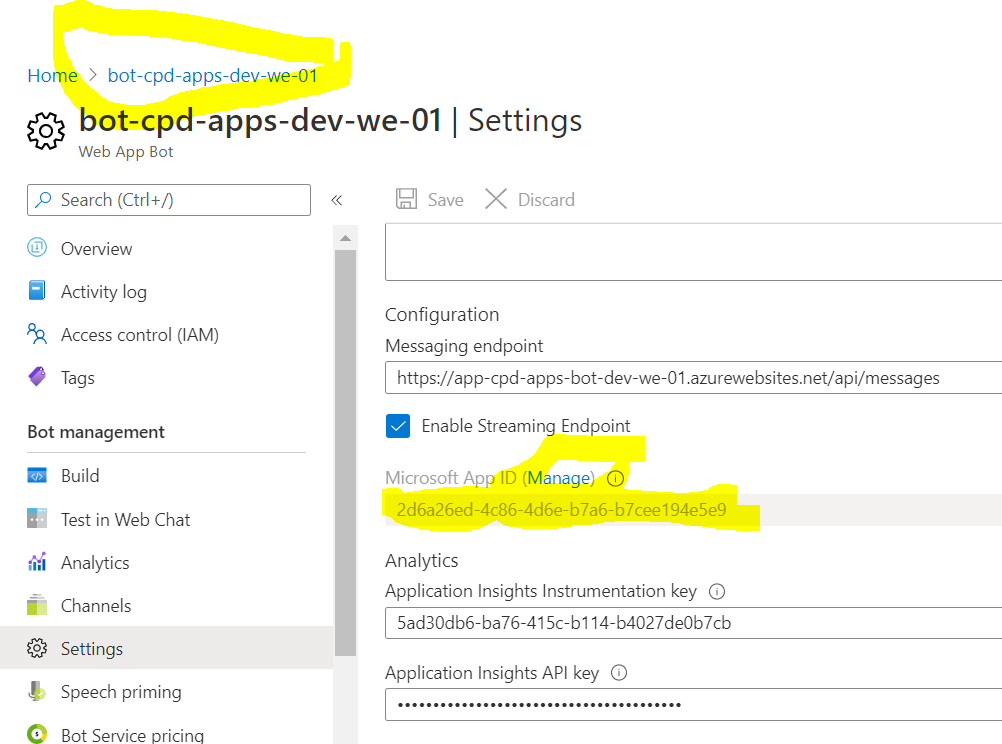 Home > bot-cpd-apps-dev-we-01
bot-cpd-apps-dev-we-01 | Settings
Web App Bot
Search (Ctrl+/)
«
Save
Discard
Overview
Activity log
Access control (IAM)
Tags
Bot management
Build
Test in Web Chat
Analytics
Channels
Settings
Speech priming
Bot Service pricing
Configuration
Messaging endpoint
https://app-cpd-apps-bot-dev-we-01.azurewebsites.net/api/messages
Enable Streaming Endpoint
Microsoft App ID (Manage)
2d6a26ed-4c86-4d6e-b7a6-b7cee194e5e9
Analytics
Application Insights Instrumentation key
5ad30db6-ba76-415c-b114-b4027de0b7cb
Application Insights API key
••••••••••••••••••••••••••••••••••••••••